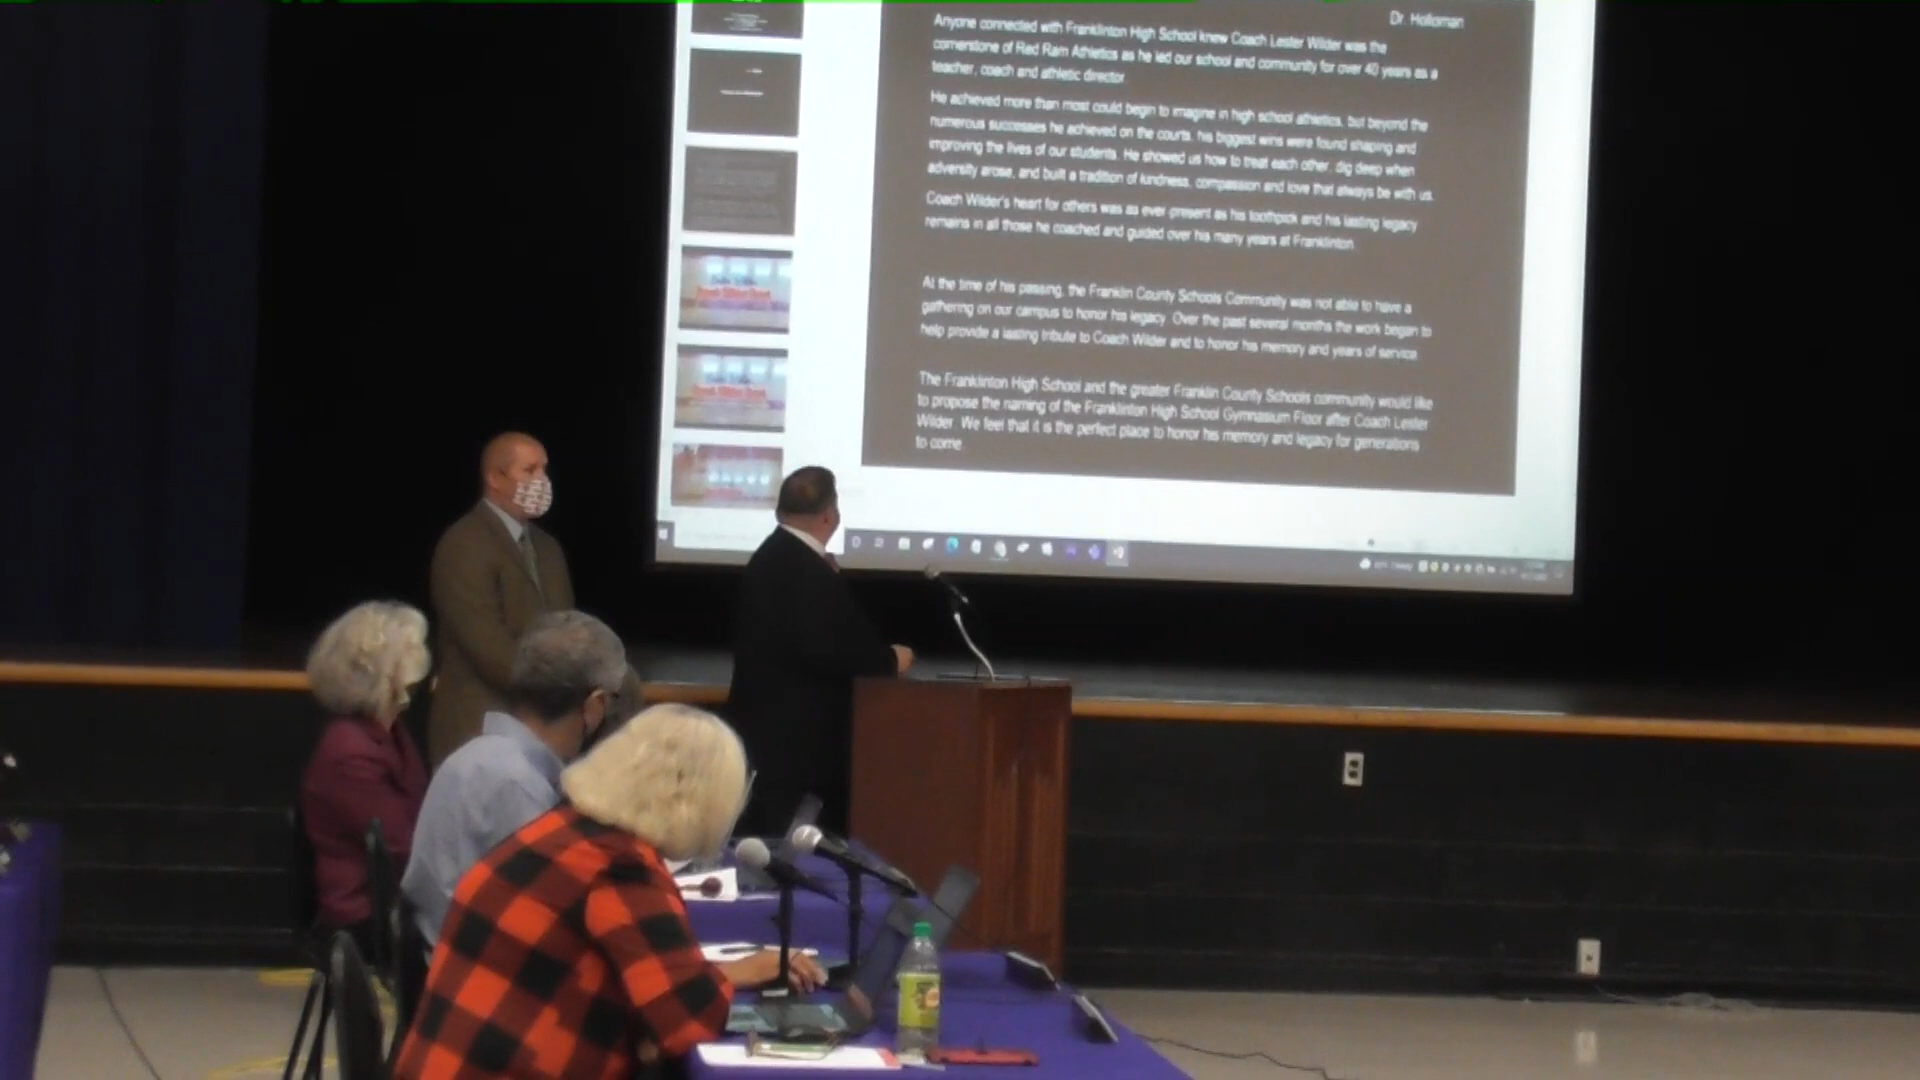 Dr. Holloman
Anyone connected with Franklinton High School knew Coach Lester Wilder was the
cornerstone of Red Ram Athletics as he led our school and community for over 40 years as a
teacher, coach and athletic director.
He achieved more than most could begin to imagine in high school athletics, but beyond the
numerous successes he achieved on the courts, his biggest wins were found shaping and
improving the lives of our students. He showed us how to treat each other, dig deep when
adversity arose, and built a tradition of kindness, compassion and love that always be with us.
Coach Wilder's heart for others was as ever present as his toothpick and his lasting legacy
remains in all those he coached and guided over his many years at Franklinton.
At the time of his passing, the Franklin County Schools Community was not able to have a
gathering on our campus to honor his legacy. Over the past several months the work began to
help provide a lasting tribute to Coach Wilder and to honor his memory and years of service.
The Franklinton High School and the greater Franklin County Schools community would like
to propose the naming of the Franklinton High School Gymnasium Floor after Coach Lester
Wilder. We feel that it is the perfect place to honor his memory and legacy for generations
to come.